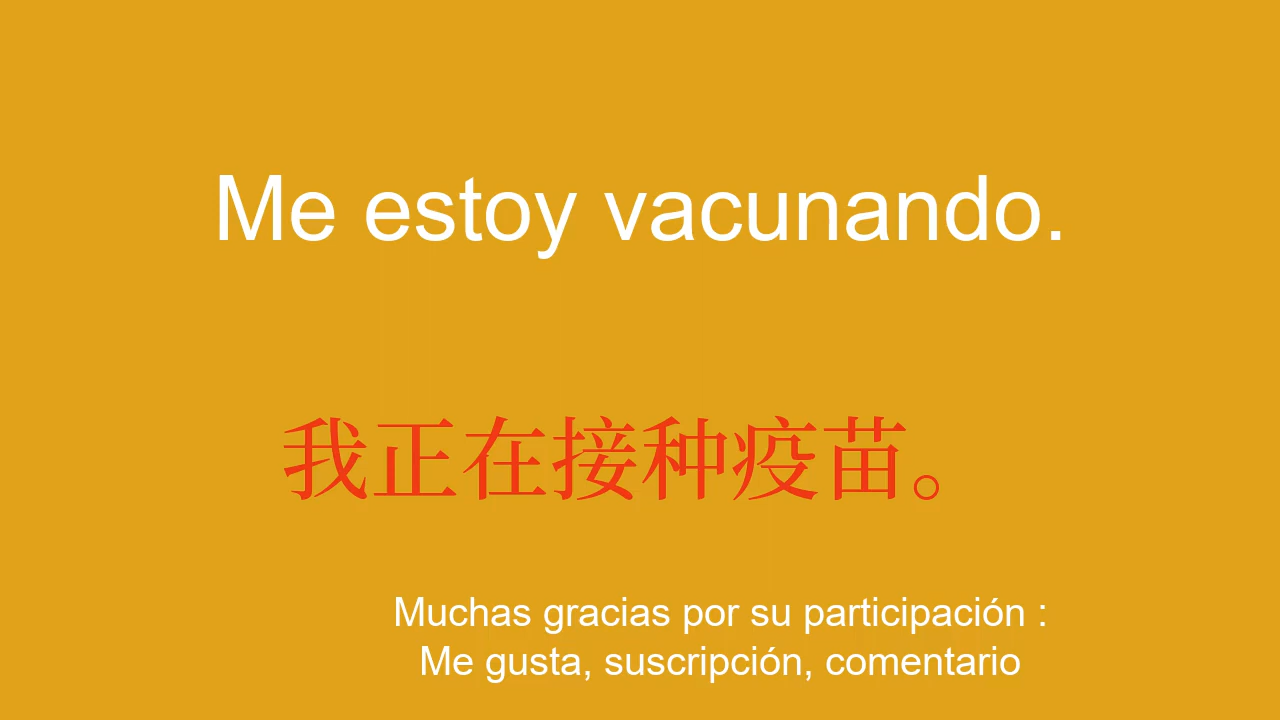 Me estoy vacunando.
我正在接种疫苗。
Muchas gracias por su participación :
Me gusta, suscripción, comentario